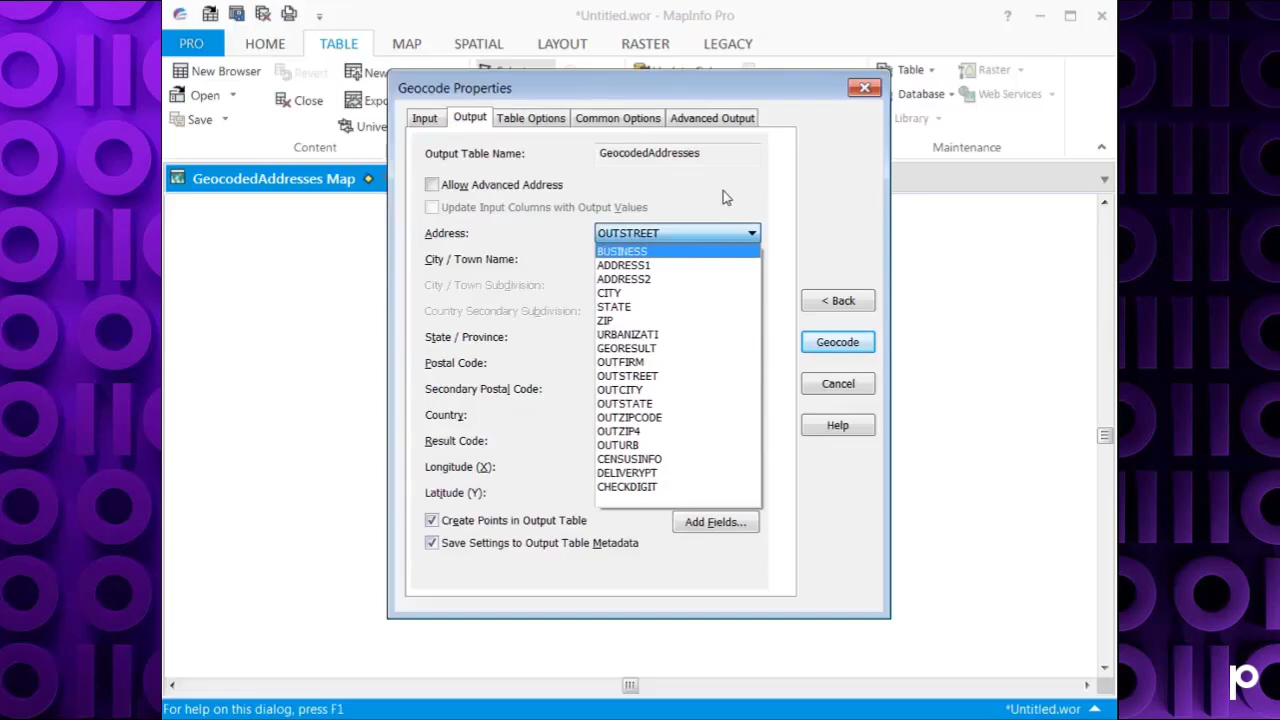 *Untitled.wor - MapInfo Pro
PRO HOME TABLE MAP SPATIAL LAYOUT RASTER LEGACY
New Browser Revert New Table Raster
Open Close Expo Database Web Services
Save Unive Library
Content Maintenance
GeocodedAddresses Map
Geocode Properties
Input Output Table Options Common Options Advanced Output
Output Table Name: GeocodedAddresses
Allow Advanced Address
Update Input Columns with Output Values
Address: OUTSTREET
BUSINESS
City / Town Name:
ADDRESS1
ADDRESS2
City / Town Subdivision:
CITY
STATE
Country Secondary Subdivision:
ZIP
State / Province:
URBANIZATI
GEORESULT
Postal Code:
OUTFIRM
OUTSTREET
Secondary Postal Code:
OUTCITY
OUTSTATE
Country:
OUTZIPCODE
OUTZIP4
Result Code:
OUTURB
CENSUSINFO
Longitude (X):
DELIVERYPT
CHECKDIGIT
Latitude (Y):
Create Points in Output Table
Add Fields...
Save Settings to Output Table Metadata
< Back
Geocode
Cancel
Help
For help on this dialog, press F1 *Untitled.wor
p